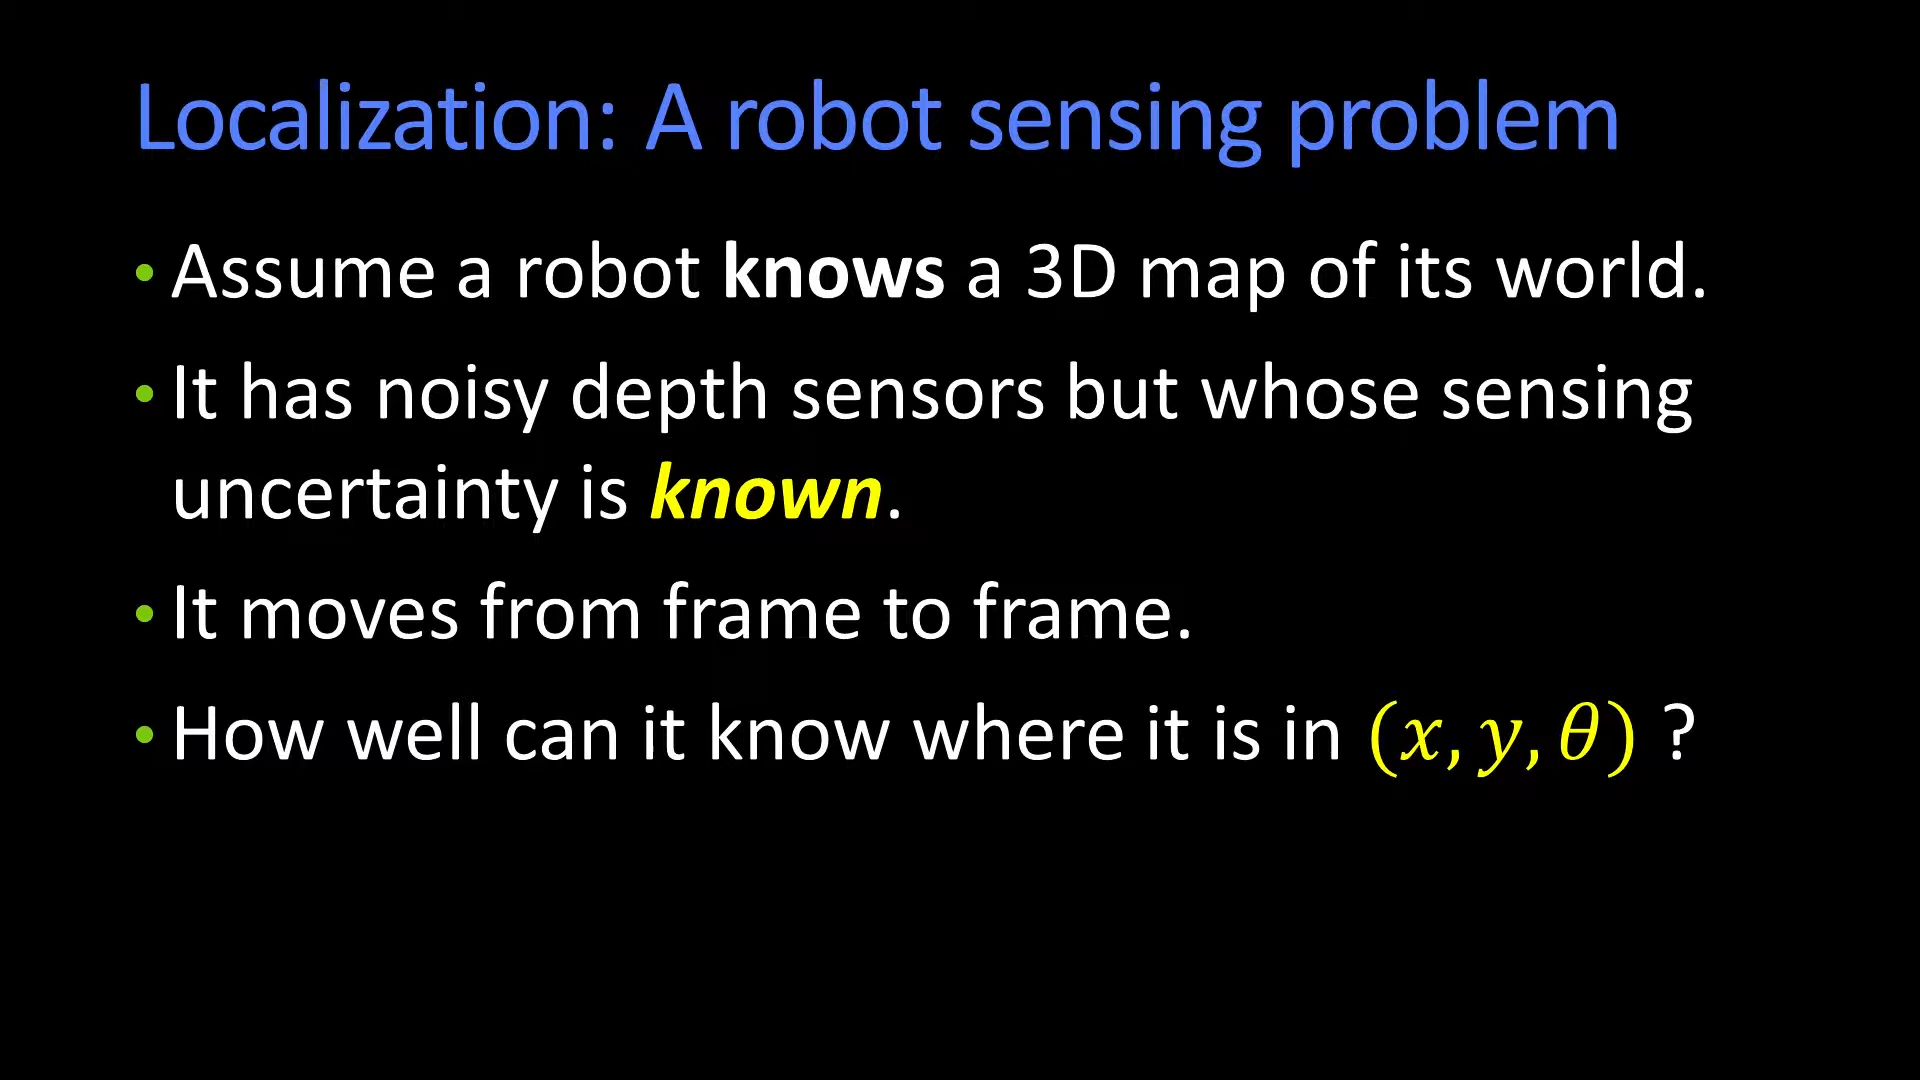 Localization: A robot sensing problem
• Assume a robot knows a 3D map of its world.
• It has noisy depth sensors but whose sensing
uncertainty is known.
• It moves from frame to frame.
• How well can it know where it is in (x, y, θ) ?